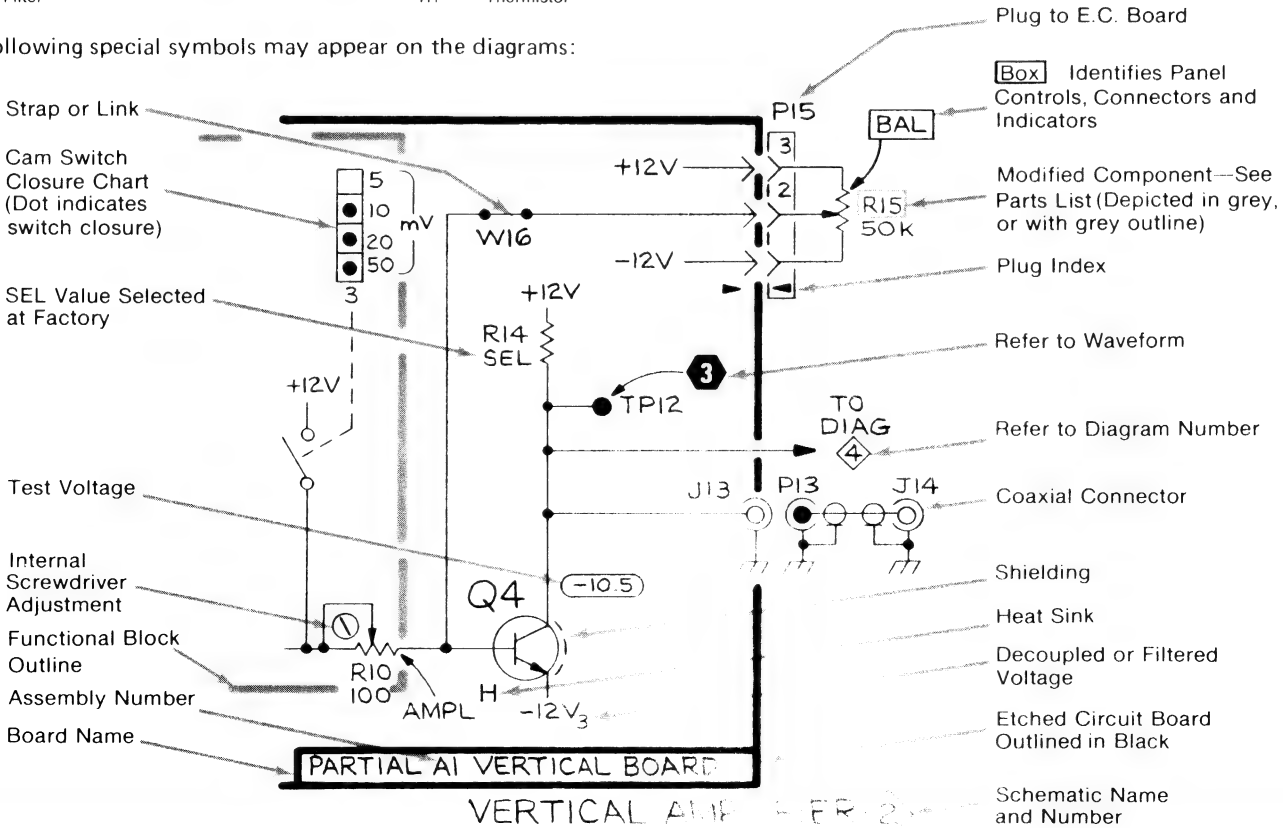 ollowing special symbols may appear on the diagrams:
Plug to E.C. Board
Box Identifies Panel
Controls, Connectors and
Indicators
Modified Component—See
Parts List (Depicted in grey,
or with grey outline)
Plug Index
Refer to Waveform
Refer to Diagram Number
Coaxial Connector
Shielding
Heat Sink
Decoupled or Filtered
Voltage
Etched Circuit Board
Outlined in Black
Schematic Name
and Number
Strap or Link
Cam Switch
Closure Chart
(Dot indicates
switch closure)
SEL Value Selected
at Factory
Test Voltage
Internal
Screwdriver
Adjustment
Functional Block
Outline
Assembly Number
Board Name
5
10
20
50
mV
3
+12V
W16
+12V
-12V
P15
3
2
1
BAL
R15
50K
+12V
R14
SEL
3
TP12
TO
DIAG
4
J13
P13
J14
-10.5
Q4
R10
100
AMPL
H
-12V3
PARTIAL A1 VERTICAL BOARD
VERTICAL